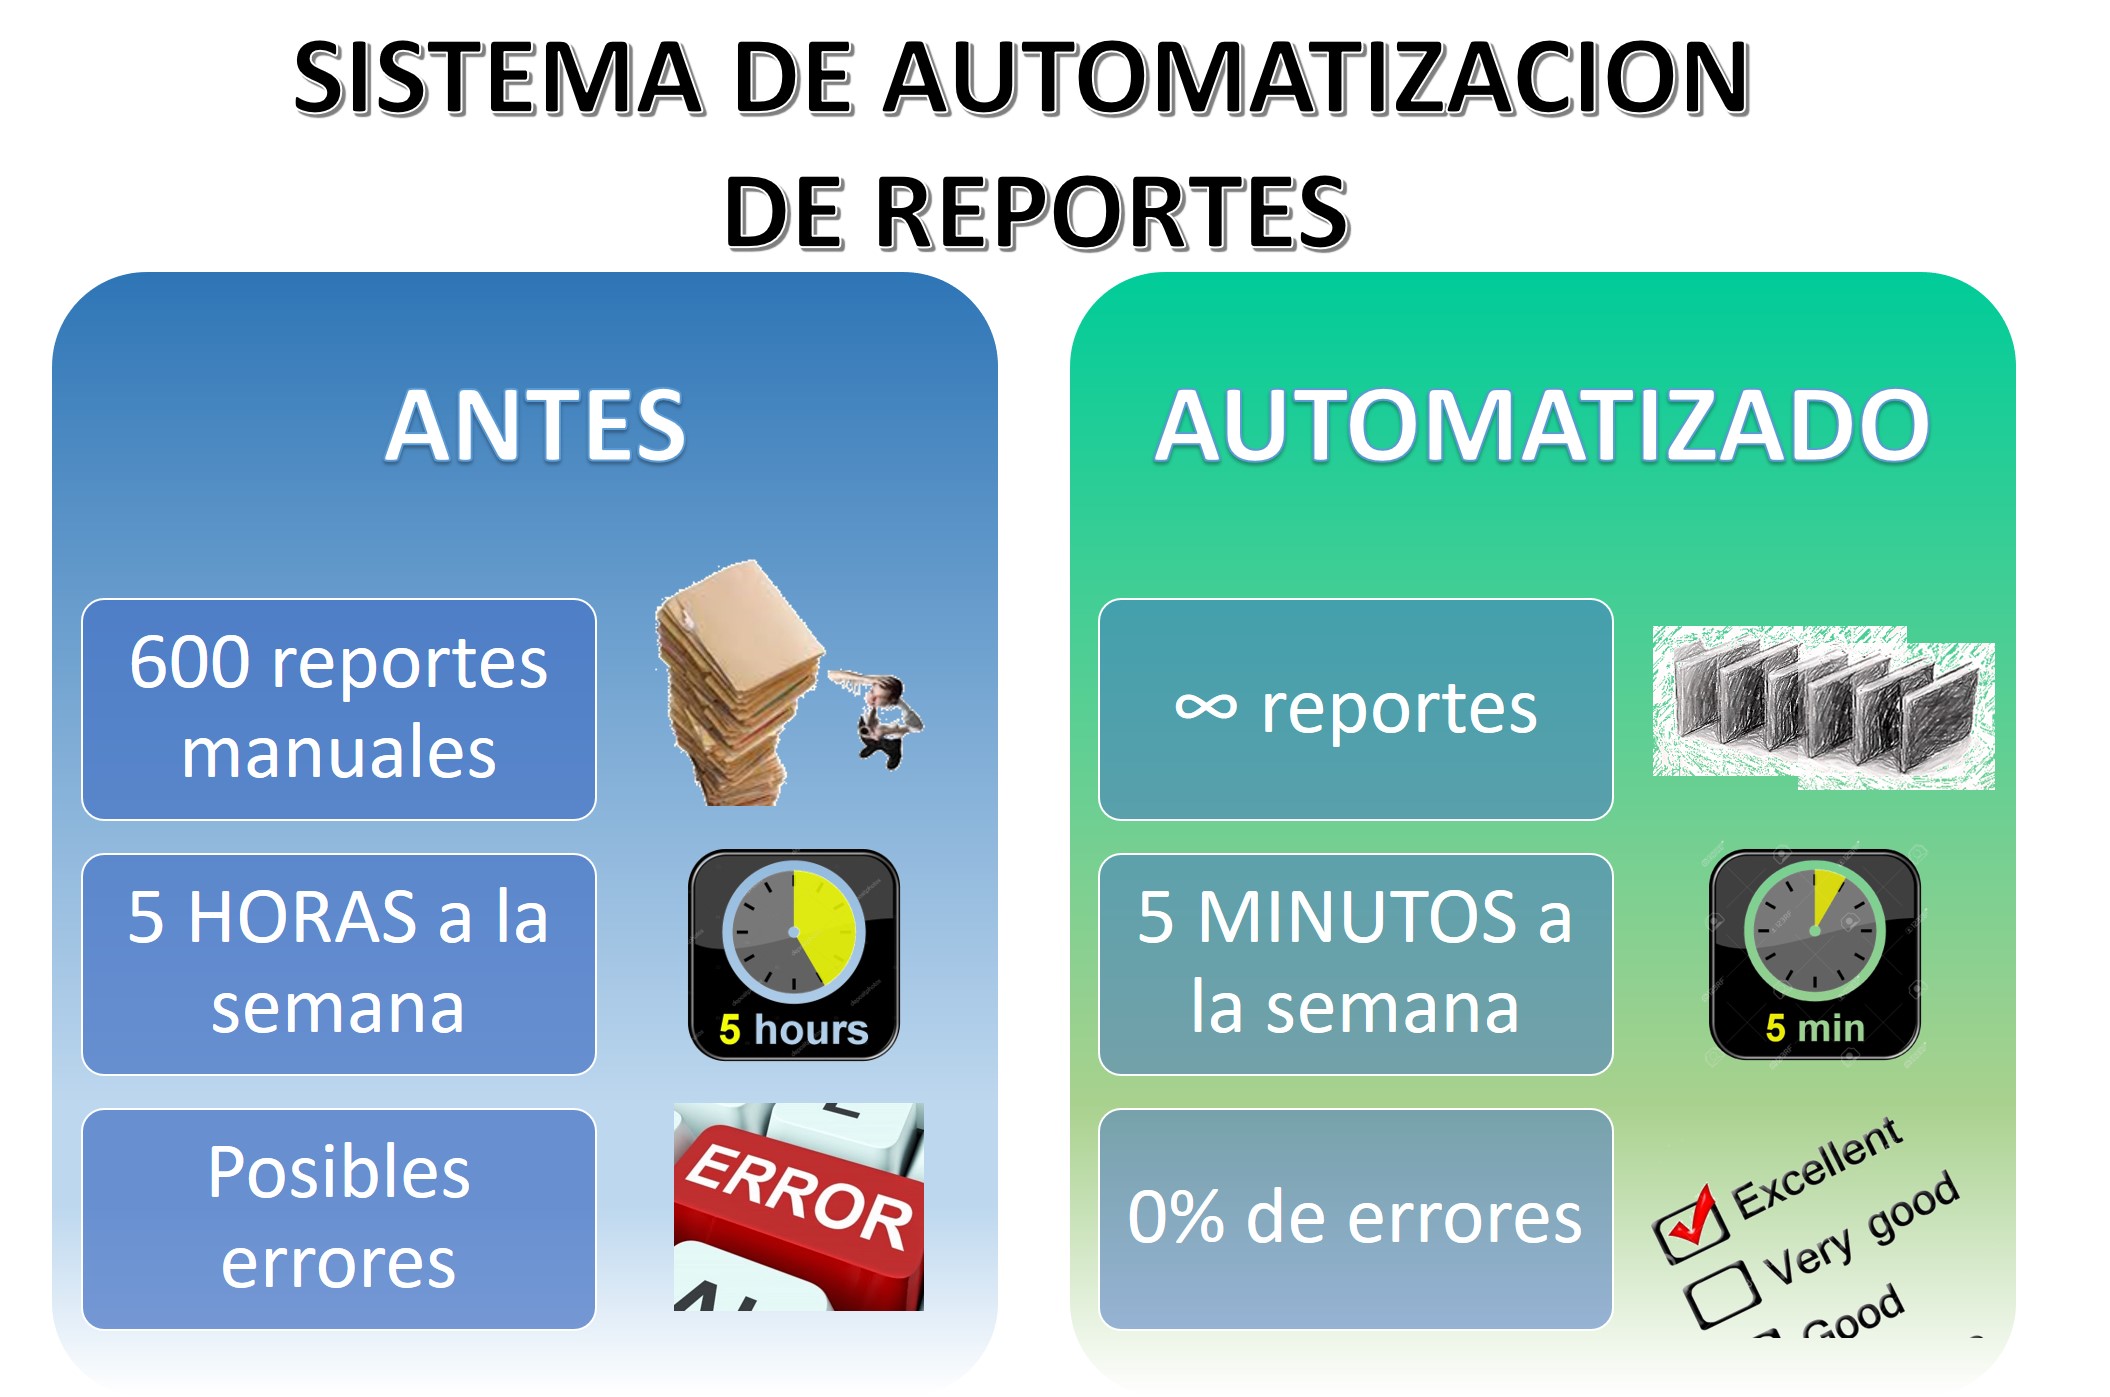 SISTEMA DE AUTOMATIZACION
DE REPORTES
ANTES
600 reportes
manuales
5 HORAS a la
semana
5 hours
Posibles
errores
ERROR
AUTOMATIZADO
∞ reportes
5 MINUTOS a
la semana
5 min
0% de errores
Excellent
Very good
Good